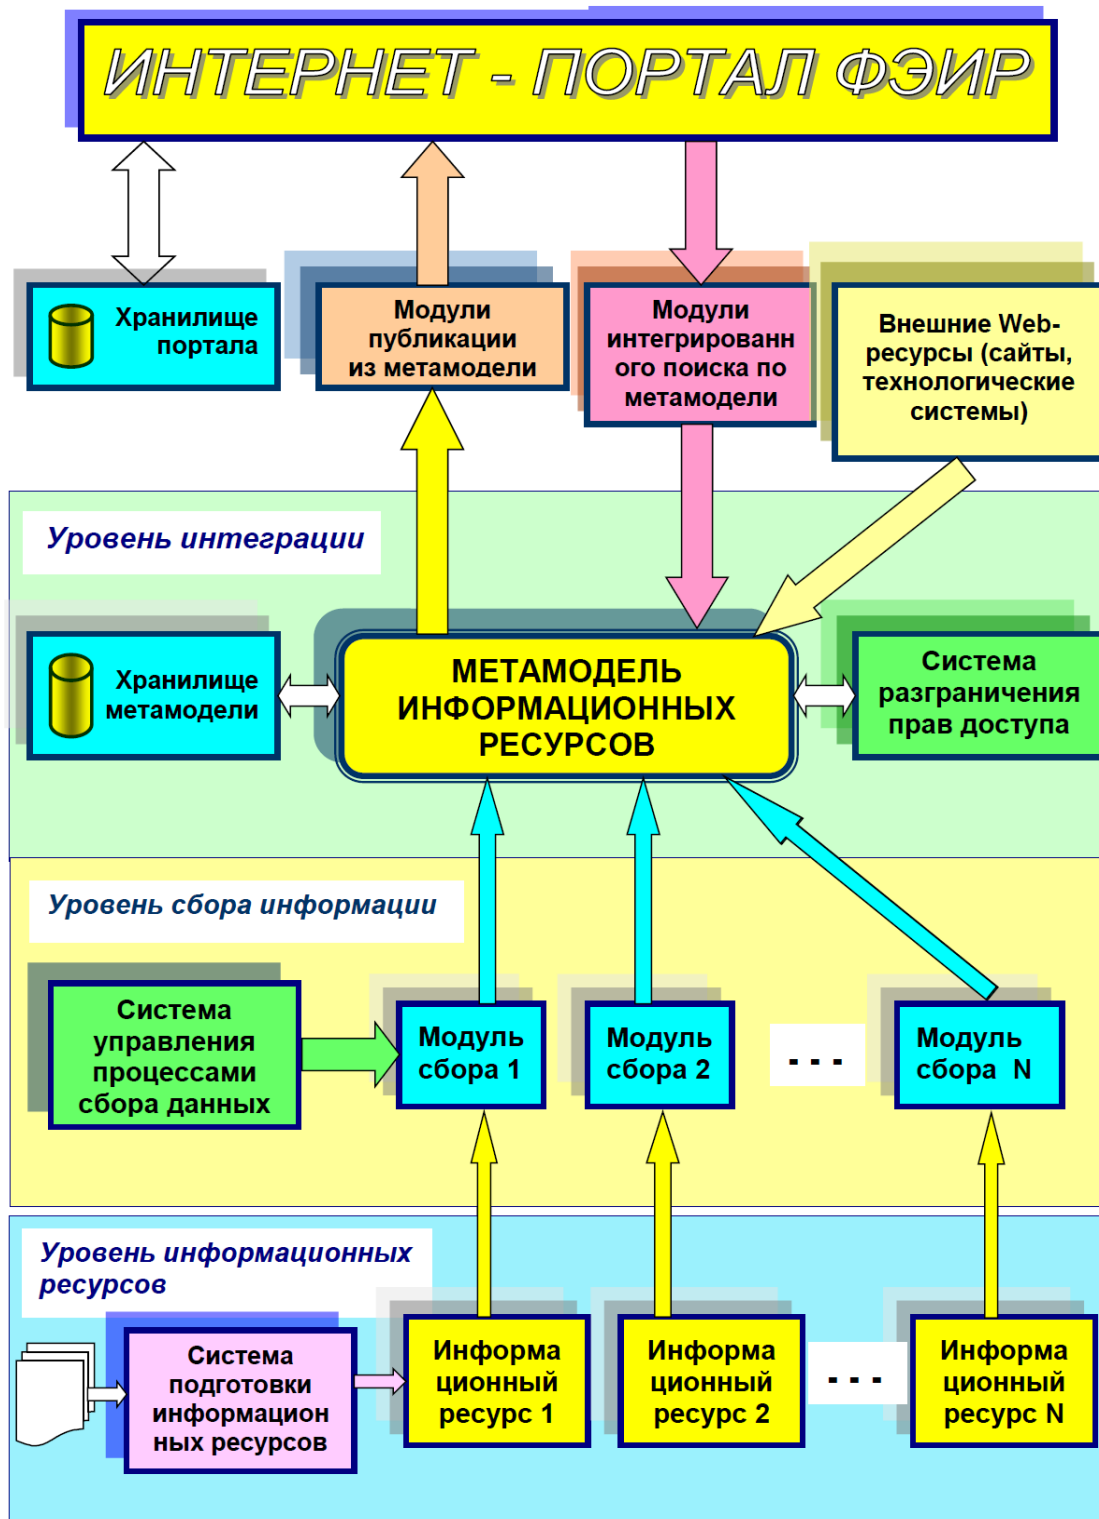 ИНТЕРНЕТ - ПОРТАЛ ФЭИР
Хранилище
портала
Модули
публикации
из метамодели
Модули
интегрированн
ого поиска по
метамодели
Внешние Web-
ресурсы (сайты,
технологические
системы)
Уровень интеграции
Хранилище
метамодели
МЕТАМОДЕЛЬ
ИНФОРМАЦИОННЫХ
РЕСУРСОВ
Система
разграничения
прав доступа
Уровень сбора информации
Система
управления
процессами
сбора данных
Модуль
сбора 1
Модуль
сбора 2
- - -
Модуль
сбора N
Уровень информационных
ресурсов
Система
подготовки
информацион
ных ресурсов
Информа
ционный
ресурс 1
Информа
ционный
ресурс 2
- - -
Информа
ционный
ресурс N